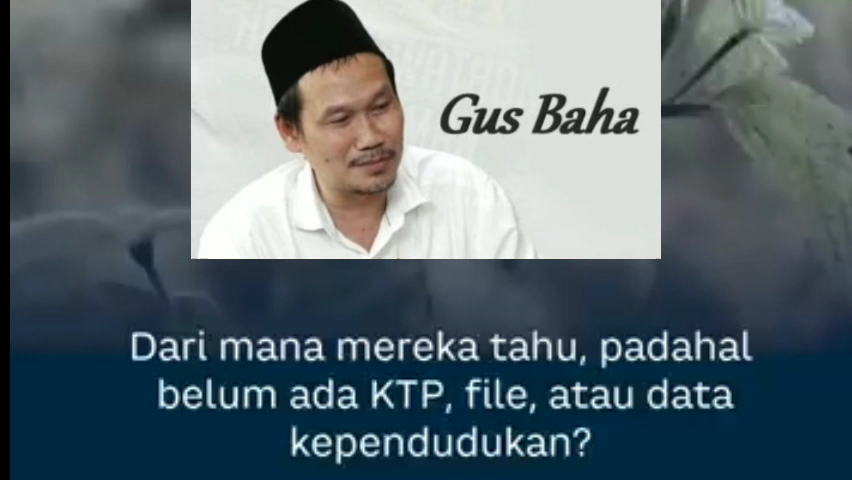 Gus Baha
Dari mana mereka tahu, padahal
belum ada KTP, file, atau data
kependudukan?